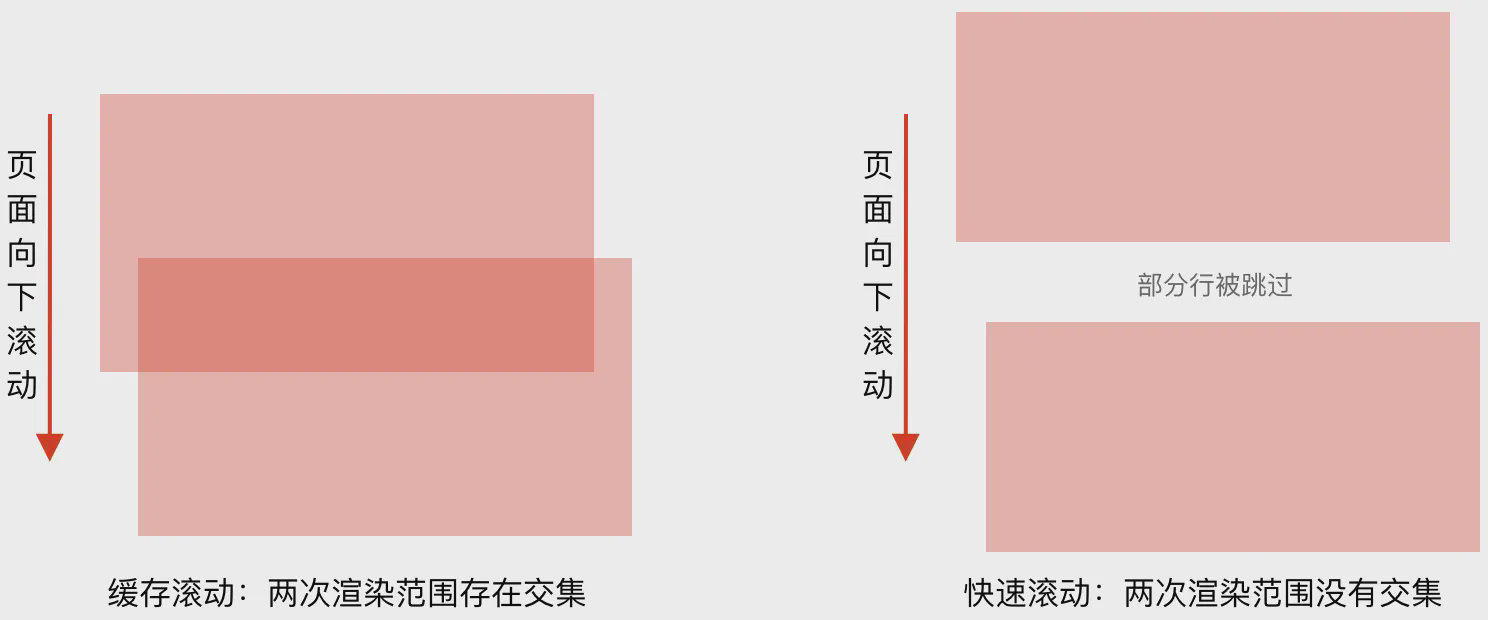 页面向下滚动
缓存滚动：两次渲染范围存在交集
页面向下滚动
部分行被跳过
快速滚动：两次渲染范围没有交集